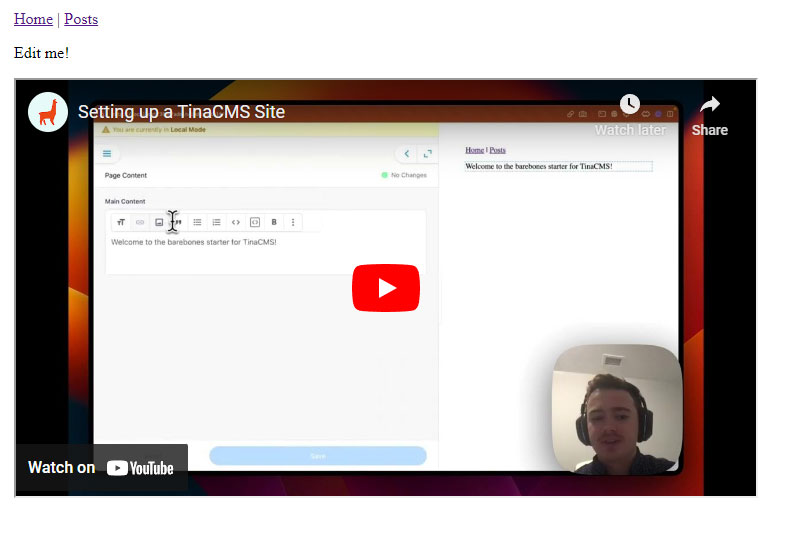 Home | Posts
Edit me!
Setting up a TinaCMS Site
Watch later
Share
You are currently in Local Mode
Page Content
No Changes
Main Content
Welcome to the barebones starter for TinaCMS!
Save
Home | Posts
Welcome to the barebones starter for TinaCMS!
Watch on YouTube